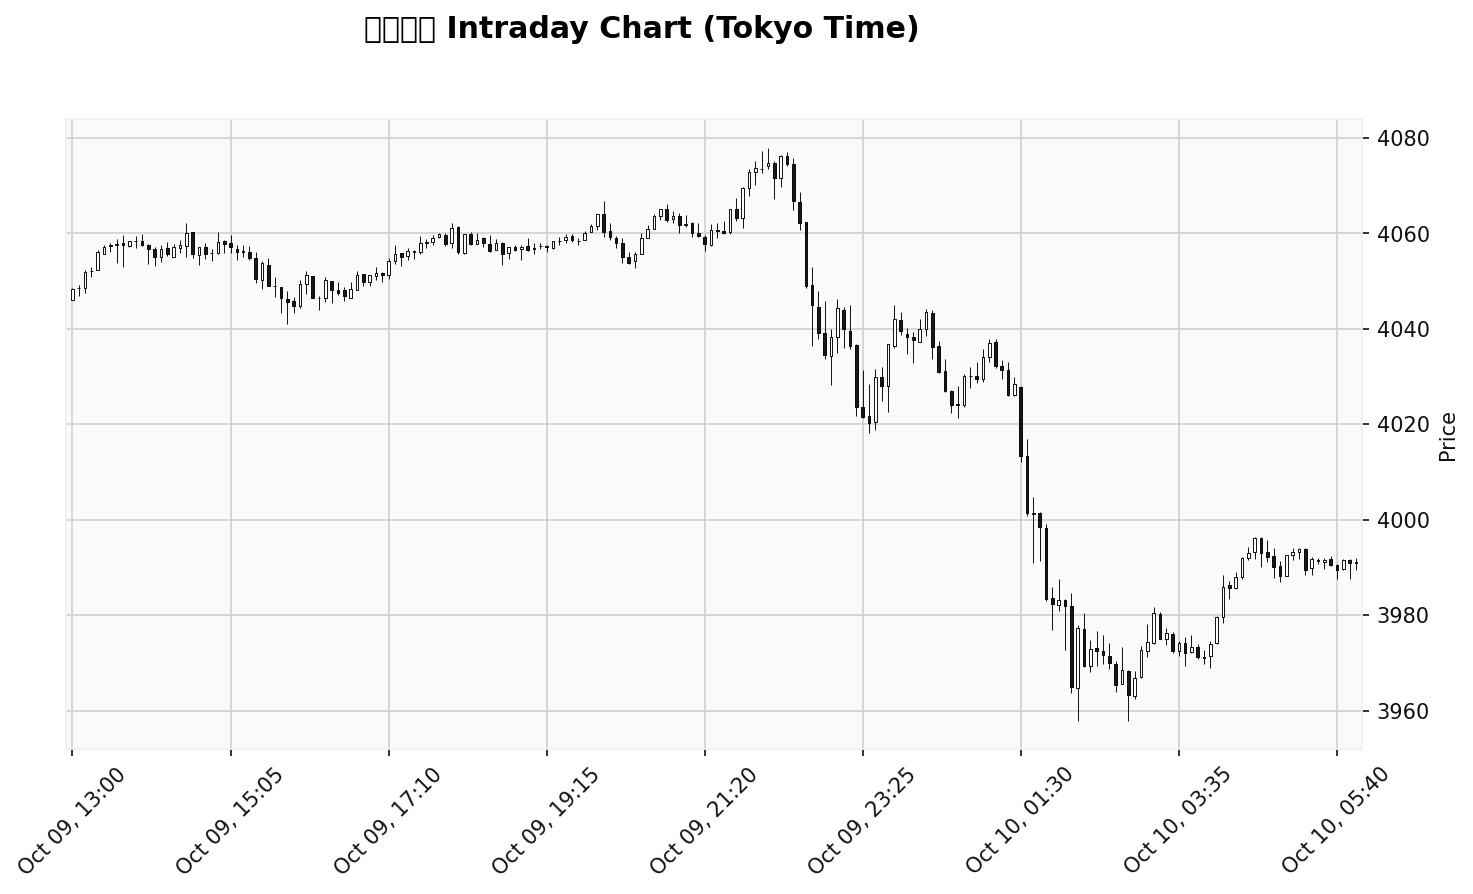 Intraday Chart (Tokyo Time)
4080
4060
4040
4020
4000
3980
3960
Price
Oct 09, 13:00
Oct 09, 15:05
Oct 09, 17:10
Oct 09, 19:15
Oct 09, 21:20
Oct 09, 23:25
Oct 10, 01:30
Oct 10, 03:35
Oct 10, 05:40